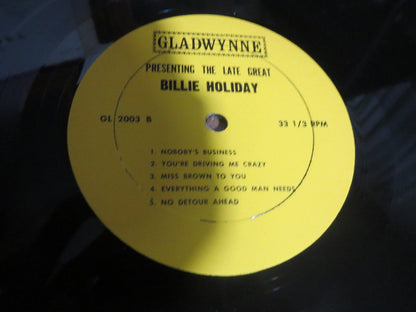 GLADWYNNE
PRESENTING THE LATE GREAT
BILLIE HOLIDAY
GL 2003 B 33 1/3 RPM
1 NOBOBY'S BUSINESS
2 YOU'RE DRIVING ME CRAZY
3 MISS BROWN TO YOU
4 EVERYTHING A GOOD MAN NEEDS
5 NO DETOUR AHEAD